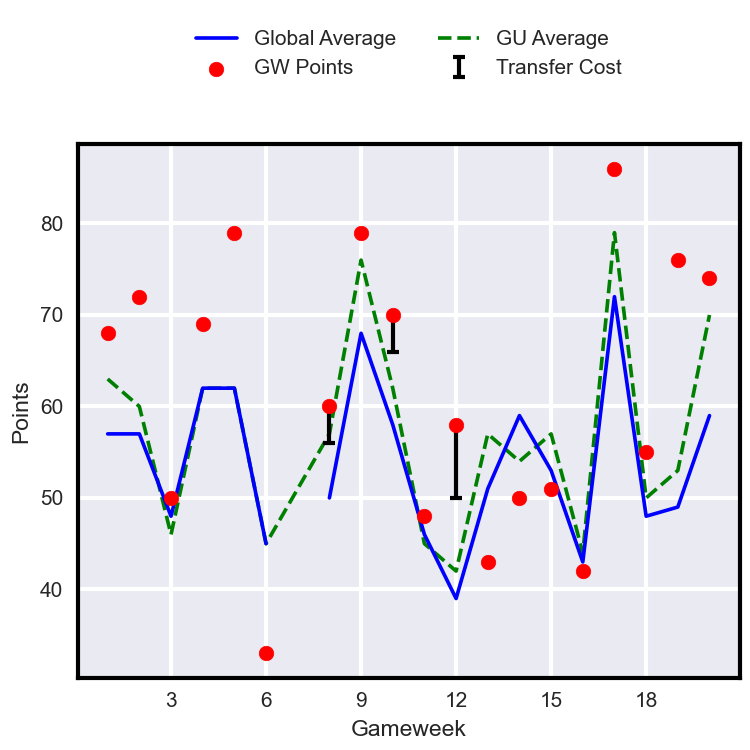 Global Average
GW Points
GU Average
Transfer Cost
Points
80
70
60
50
40
3 6 9 12 15 18
Gameweek